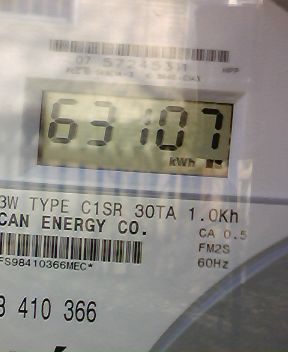 63107
kWh
3W TYPE C1SR 30TA 1.0Kh
CAN ENERGY CO. CA 0.5
FM2S
FS98410366MEC* 60Hz
8 410 366